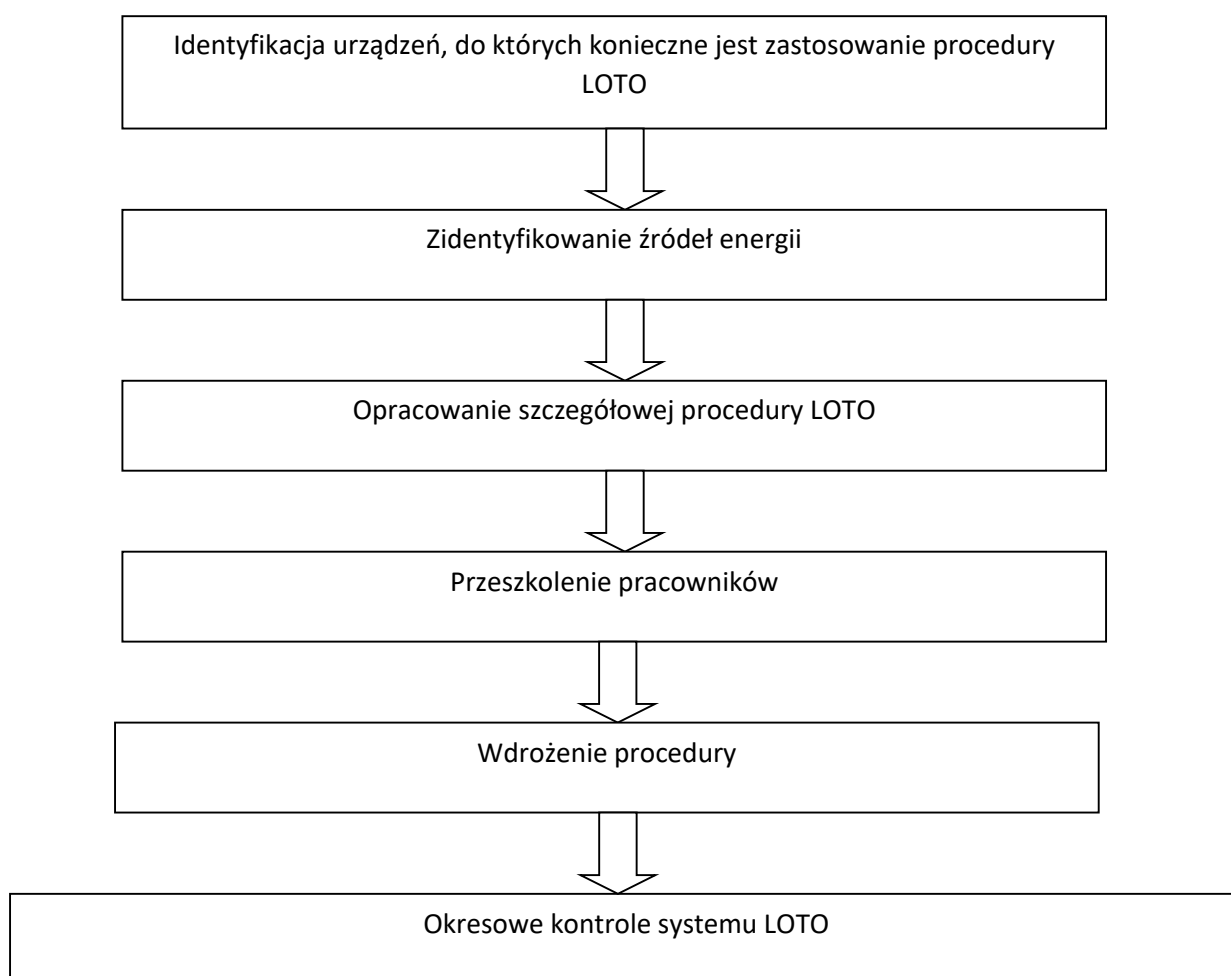 Identyfikacja urządzeń, do których konieczne jest zastosowanie procedury
LOTO
Zidentyfikowanie źródeł energii
Opracowanie szczegółowej procedury LOTO
Przeszkolenie pracowników
Wdrożenie procedury
Okresowe kontrole systemu LOTO